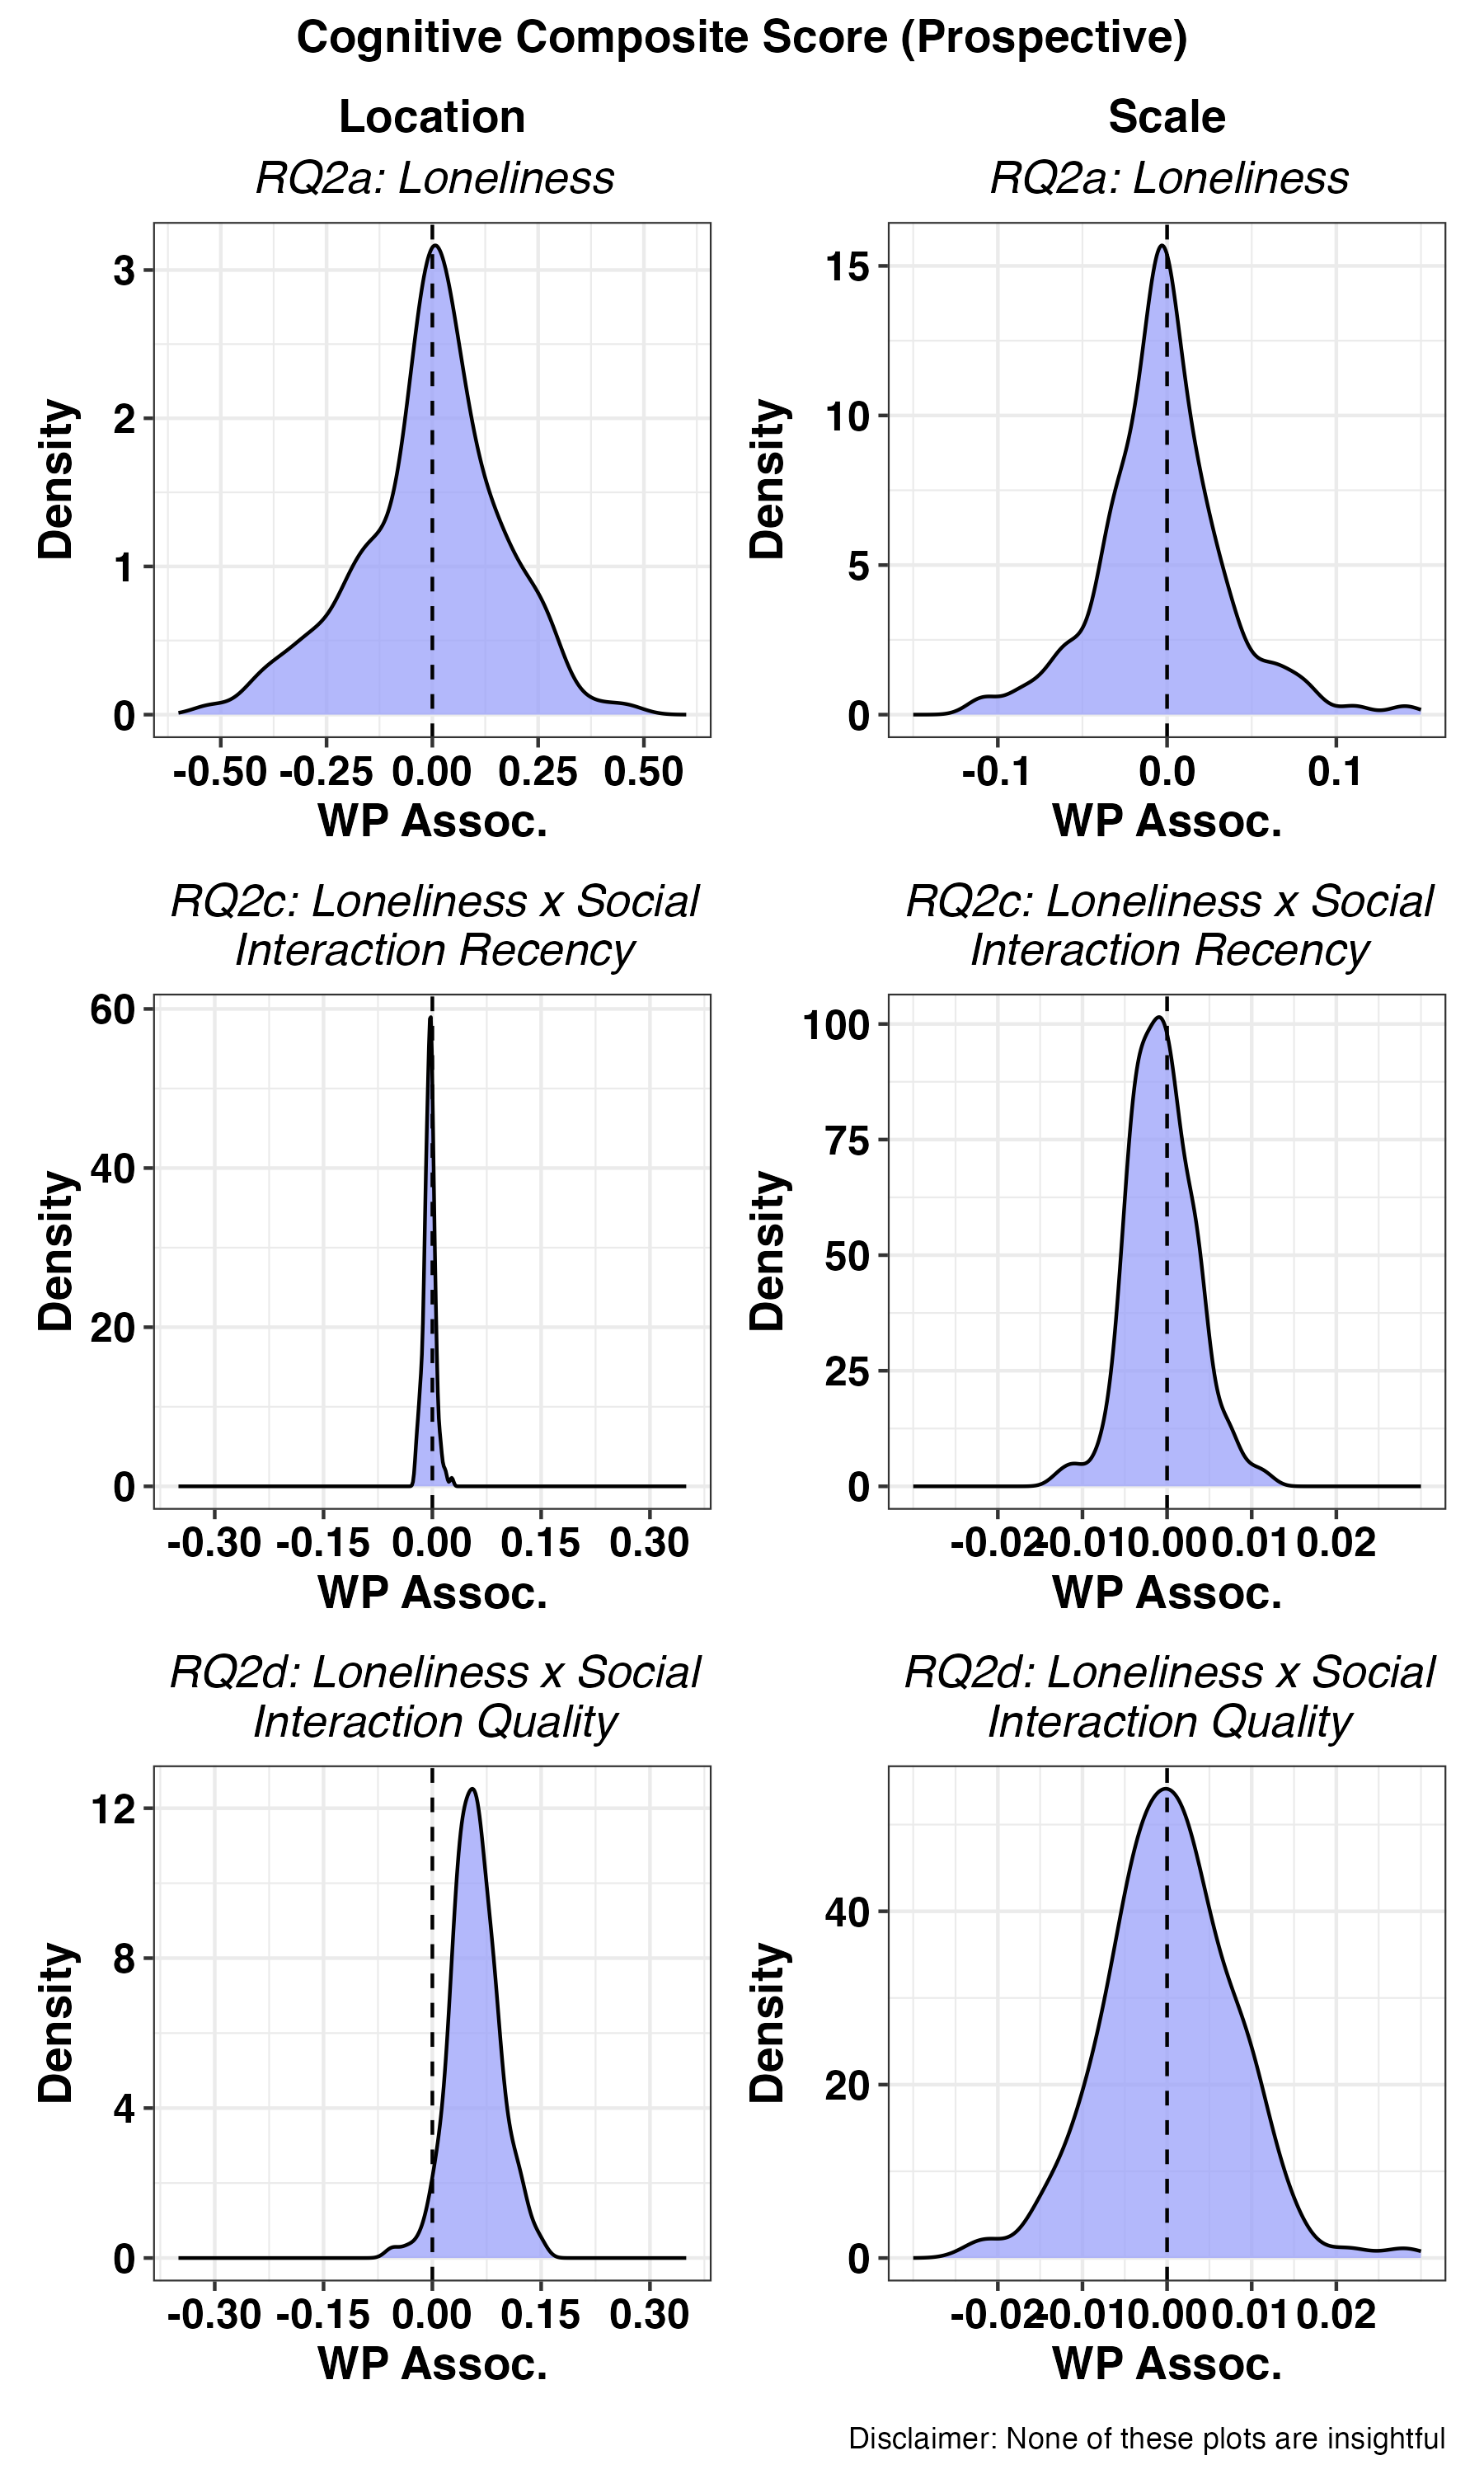 Cognitive Composite Score (Prospective)
Location
Scale
RQ2a: Loneliness
Density
3
2
1
0
-0.50 -0.25 0.00 0.25 0.50
WP Assoc.
RQ2a: Loneliness
Density
15
10
5
0
-0.1 0.0 0.1
WP Assoc.
RQ2c: Loneliness x Social
Interaction Recency
Density
60
40
20
0
-0.30 -0.15 0.00 0.15 0.30
WP Assoc.
RQ2c: Loneliness x Social
Interaction Recency
Density
100
75
50
25
0
-0.02 -0.01 0.00 0.01 0.02
WP Assoc.
RQ2d: Loneliness x Social
Interaction Quality
Density
12
8
4
0
-0.30 -0.15 0.00 0.15 0.30
WP Assoc.
RQ2d: Loneliness x Social
Interaction Quality
Density
40
20
0
-0.02 -0.01 0.00 0.01 0.02
WP Assoc.
Disclaimer: None of these plots are insightful